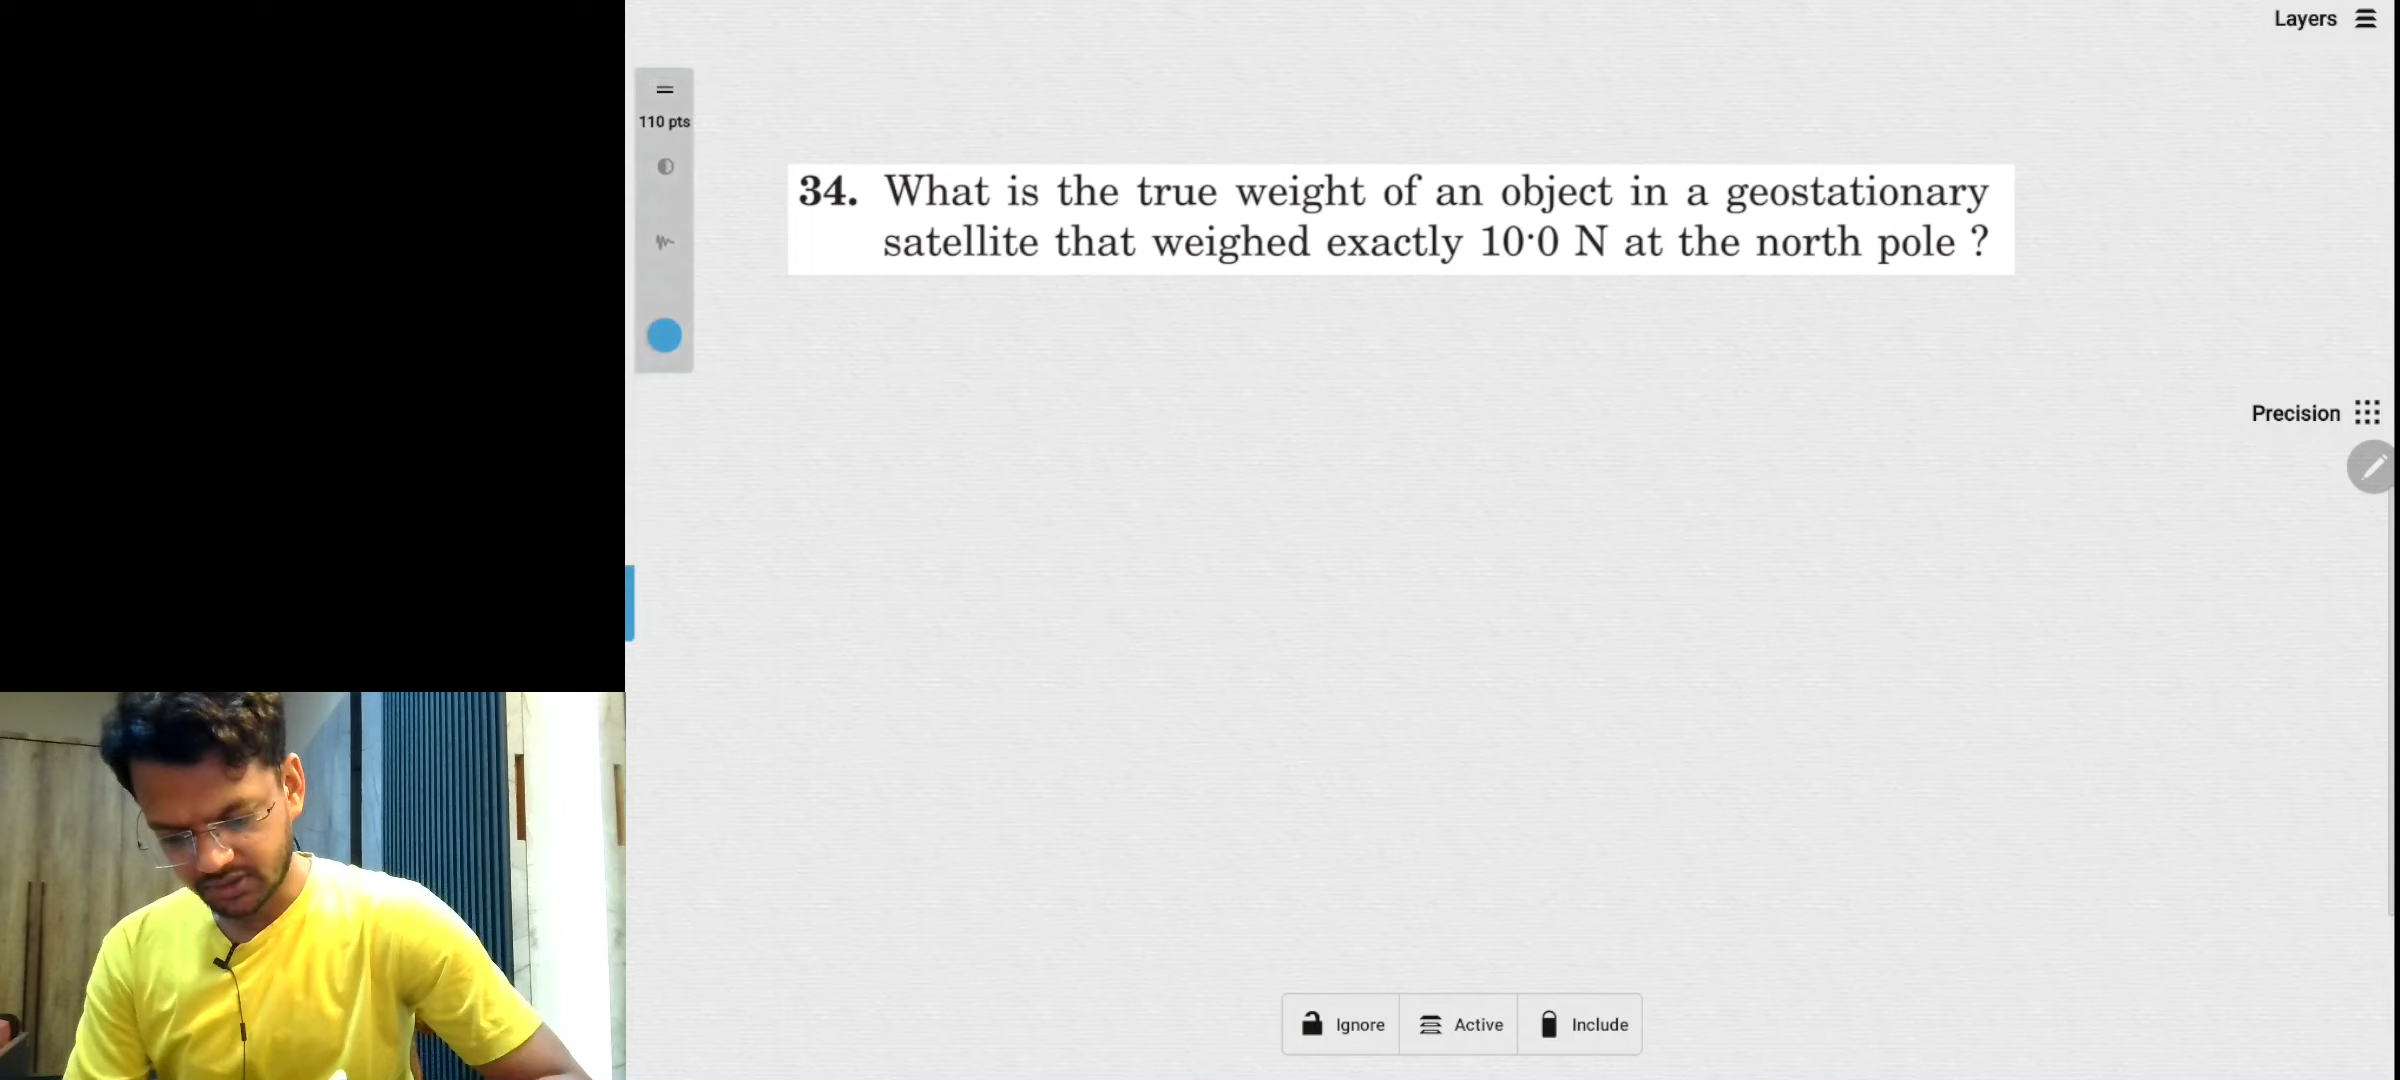 Layers
110 pts
34. What is the true weight of an object in a geostationary
satellite that weighed exactly 10·0 N at the north pole ?
Precision
Ignore Active Include